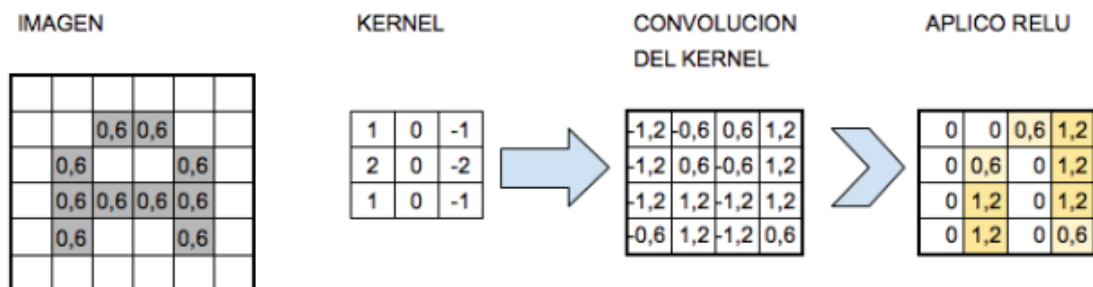 IMAGEN
0,6 0,6
0,6 0,6
0,6 0,6 0,6 0,6
0,6 0,6
KERNEL
1 0 -1
2 0 -2
1 0 -1
CONVOLUCION
DEL KERNEL
-1,2 -0,6 0,6 1,2
-1,2 0,6 -0,6 1,2
-1,2 1,2 -1,2 1,2
-0,6 1,2 -1,2 0,6
APLICO RELU
0 0 0,6 1,2
0 0,6 0 1,2
0 1,2 0 1,2
0 1,2 0 0,6